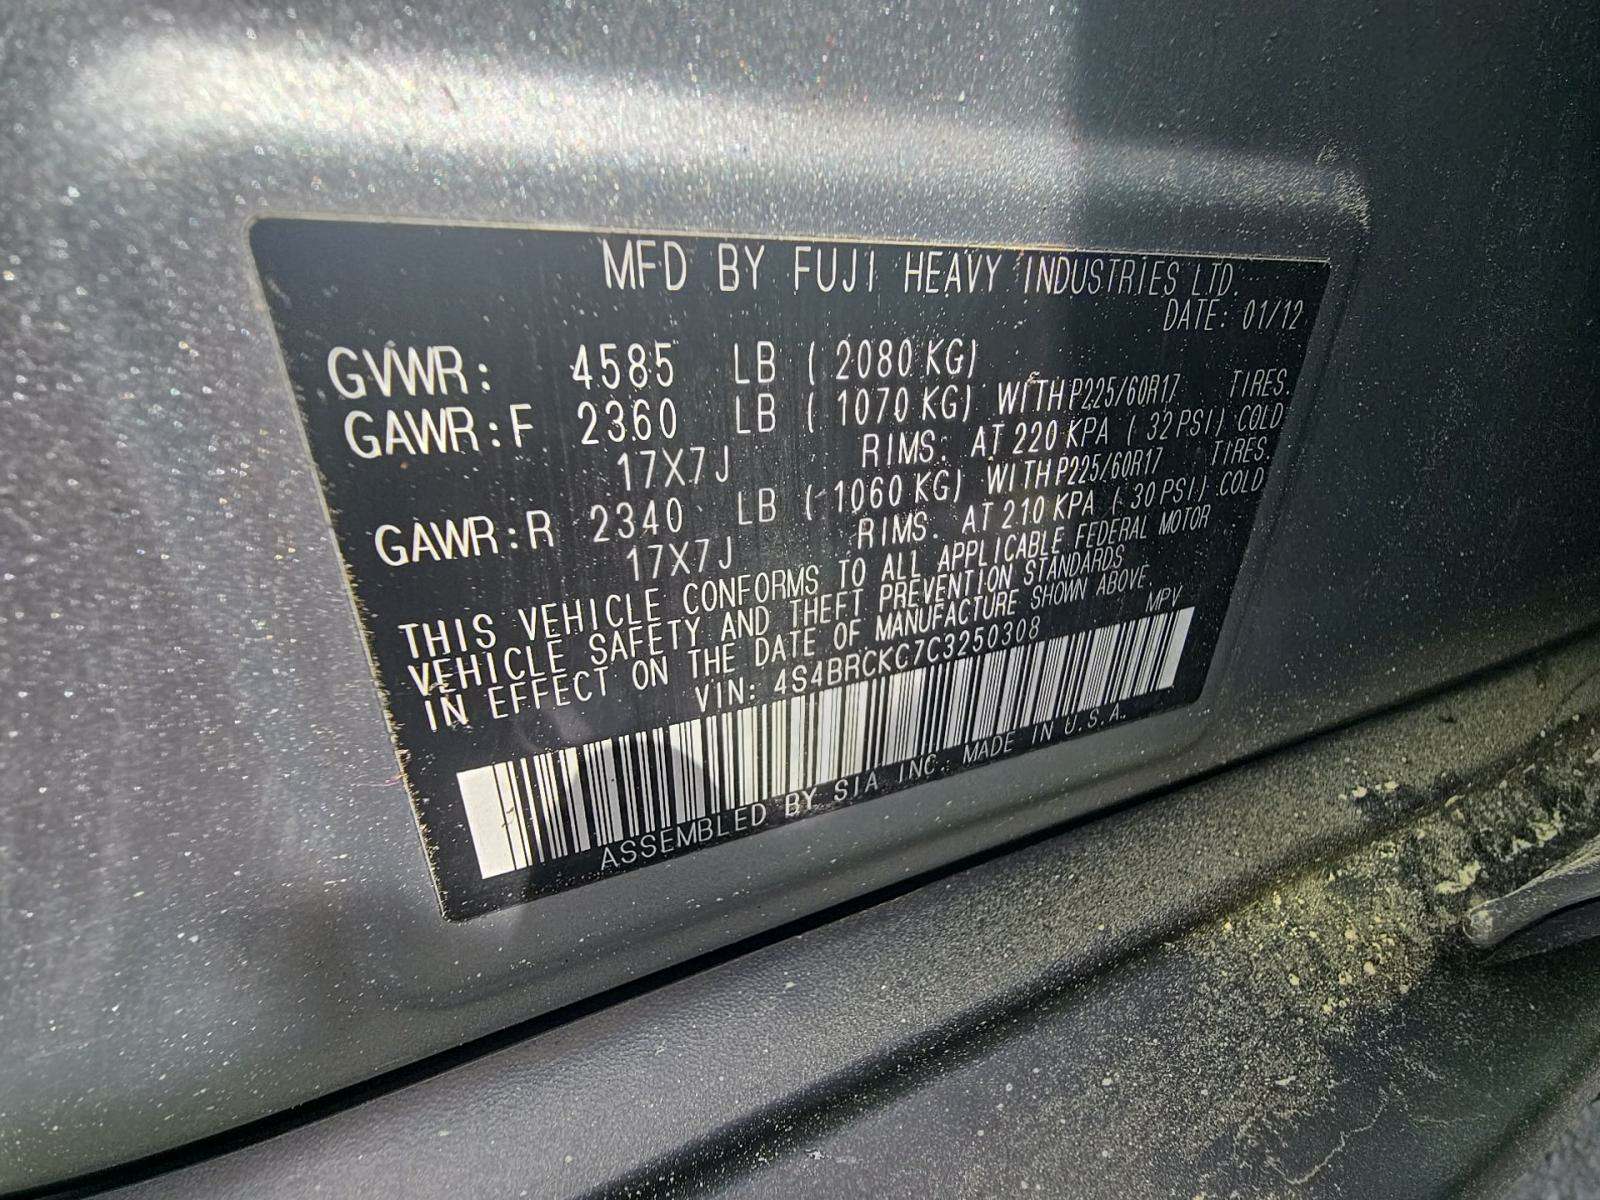 MFD BY FUJI HEAVY INDUSTRIES LTD.
DATE: 01/12
GVWR: 4585 LB ( 2080 KG)
GAWR:F 2360 LB ( 1070 KG) WITH P225/60R17 TIRES.
17X7J RIMS: AT 220 KPA ( 32 PSI) COLD
GAWR:R 2340 LB ( 1060 KG) WITH P225/60R17 TIRES.
17X7J RIMS. AT 210 KPA ( 30 PSI) COLD
THIS VEHICLE CONFORMS TO ALL APPLICABLE FEDERAL MOTOR
VEHICLE SAFETY AND THEFT PREVENTION STANDARDS
IN EFFECT ON THE DATE OF MANUFACTURE SHOWN ABOVE.
VIN: 4S4BRCKC7C3250308 MPV
ASSEMBLED BY SIA INC. MADE IN U.S.A.